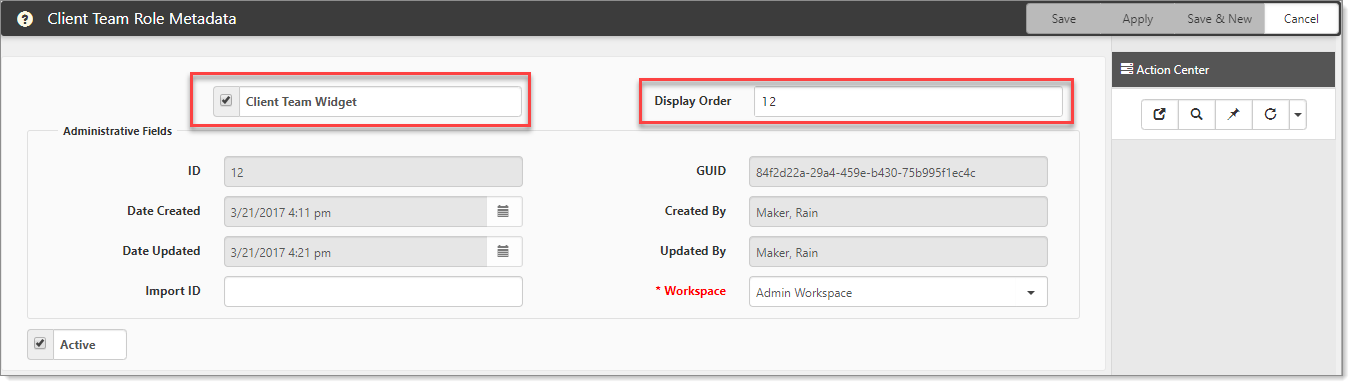 Client Team Role Metadata
Save Apply Save & New Cancel
Action Center
Client Team Widget
Display Order 12
Administrative Fields
ID 12
GUID 84f2d22a-29a4-459e-b430-75b995f1ec4c
Date Created 3/21/2017 4:11 pm
Created By Maker, Rain
Date Updated 3/21/2017 4:21 pm
Updated By Maker, Rain
Import ID
* Workspace Admin Workspace
Active